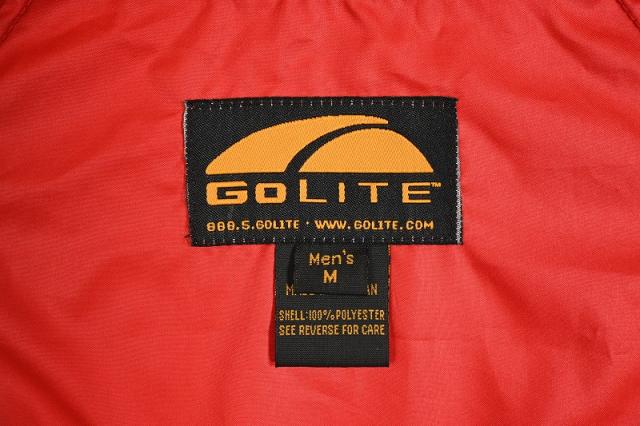 GOLITE™
888.5.GOLITE · WWW.GOLITE.COM
Men's
M
SHELL:100% POLYESTER
SEE REVERSE FOR CARE